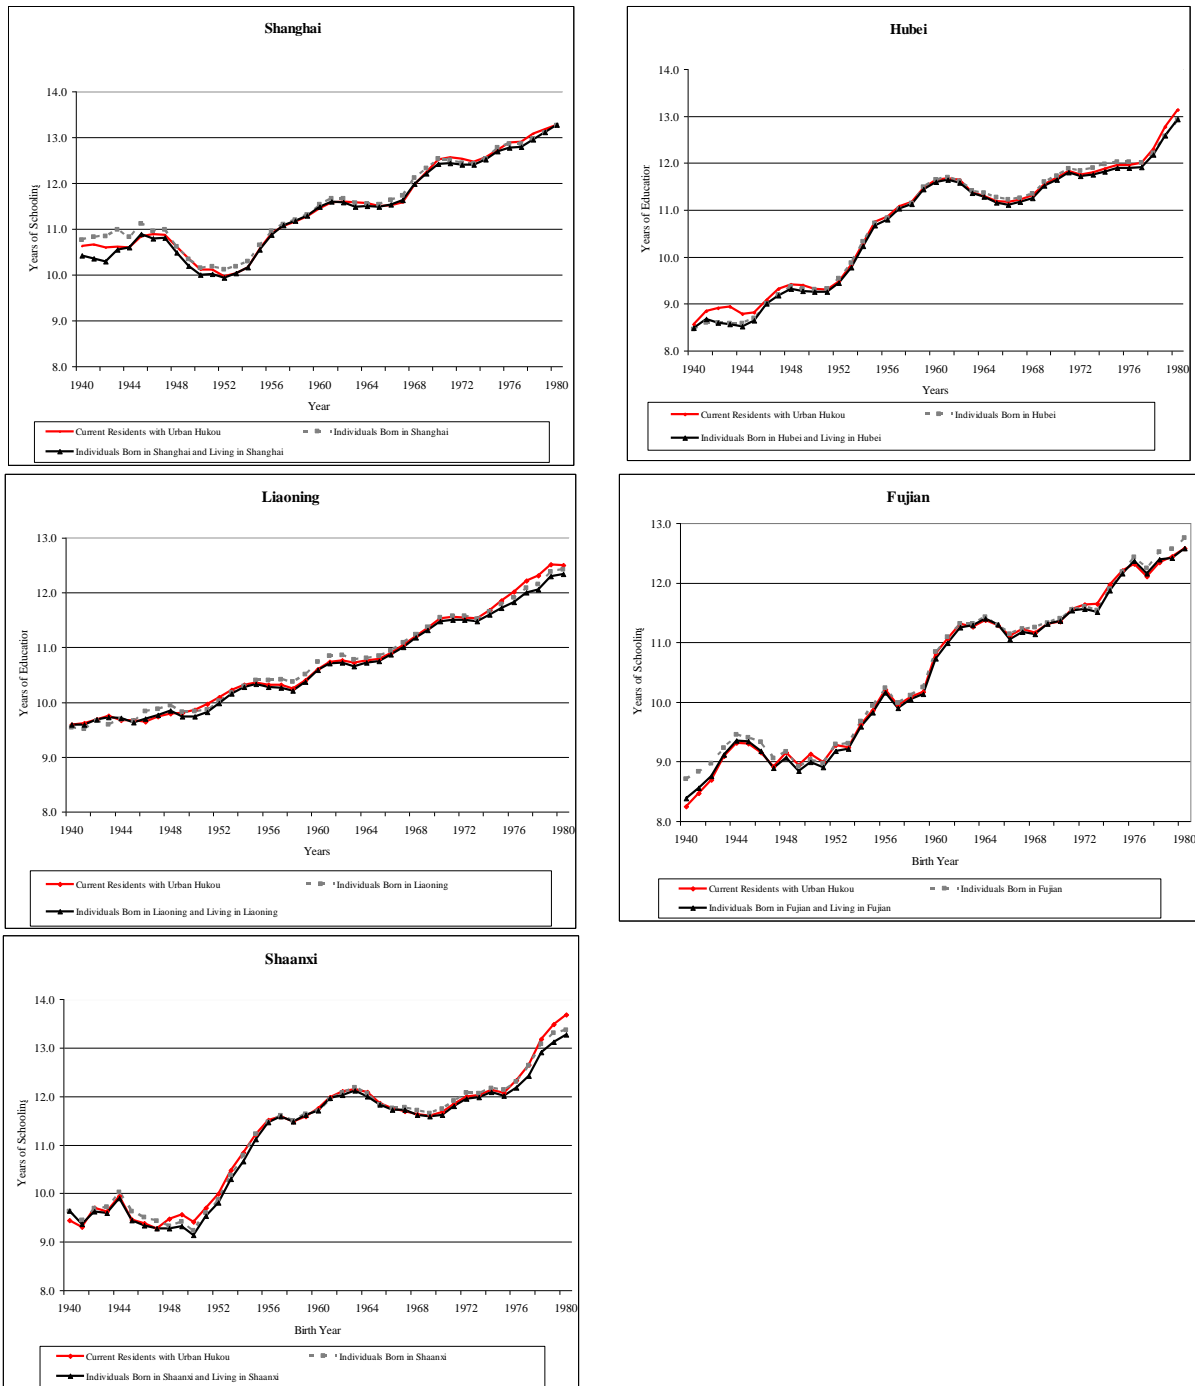 Shanghai
Years of Schooling
14.0
13.0
12.0
11.0
10.0
9.0
8.0
1940 1944 1948 1952 1956 1960 1964 1968 1972 1976 1980
Year
Current Residents with Urban Hukou Individuals Born in Shanghai
Individuals Born in Shanghai and Living in Shanghai
Hubei
Years of Education
14.0
13.0
12.0
11.0
10.0
9.0
8.0
1940 1944 1948 1952 1956 1960 1964 1968 1972 1976 1980
Years
Current Residents with Urban Hukou Individuals Born in Hubei
Individuals Born in Hubei and Living in Hubei
Liaoning
Years of Education
13.0
12.0
11.0
10.0
9.0
8.0
1940 1944 1948 1952 1956 1960 1964 1968 1972 1976 1980
Years
Current Residents with Urban Hukou Individuals Born in Liaoning
Individuals Born in Liaoning and Living in Liaoning
Fujian
Years of Schooling
13.0
12.0
11.0
10.0
9.0
8.0
1940 1944 1948 1952 1956 1960 1964 1968 1972 1976 1980
Birth Year
Current Residents with Urban Hukou Individuals Born in Fujian
Individuals Born in Fujian and Living in Fujian
Shaanxi
Years of Schooling
14.0
13.0
12.0
11.0
10.0
9.0
8.0
1940 1944 1948 1952 1956 1960 1964 1968 1972 1976 1980
Birth Year
Current Residents with Urban Hukou Individuals Born in Shaanxi
Individuals Born in Shaanxi and Living in Shaanxi